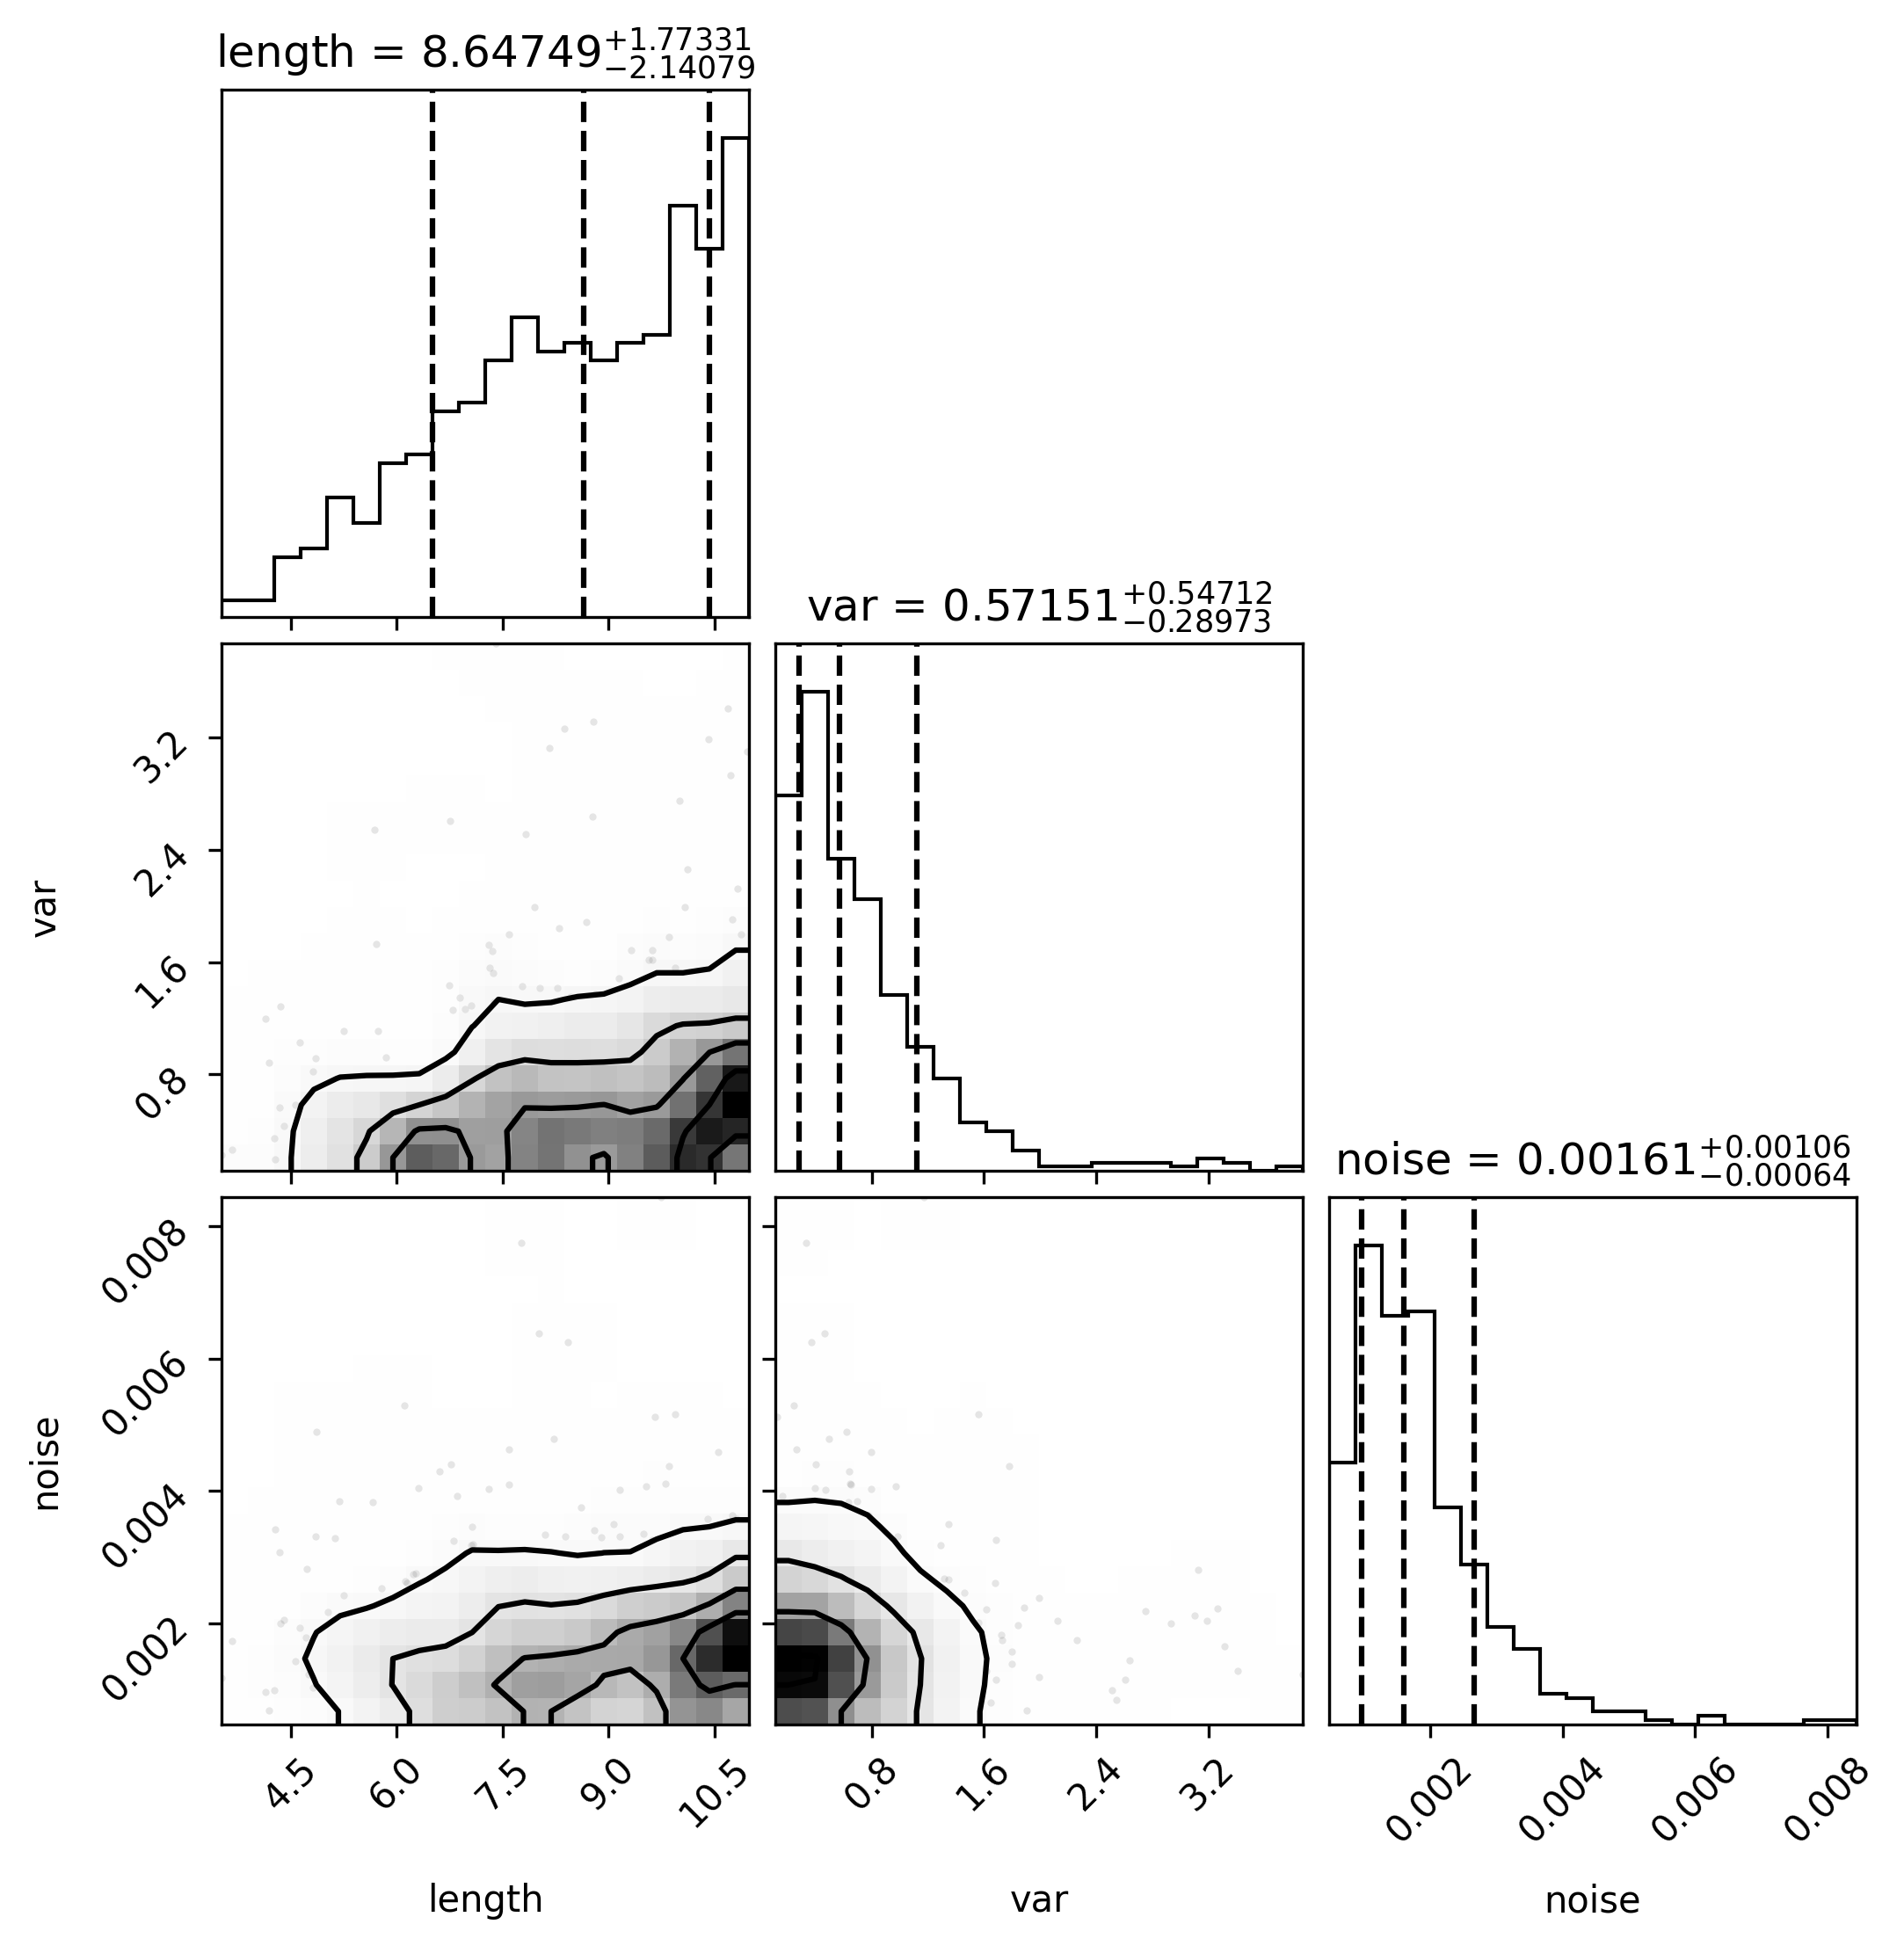 length = 8.64749 +1.77331 −2.14079
var = 0.57151 +0.54712 −0.28973
3.2
2.4
1.6
0.8
var
noise = 0.00161 +0.00106 −0.00064
0.008
0.006
0.004
0.002
noise
4.5 6.0 7.5 9.0 10.5
0.8 1.6 2.4 3.2
0.002 0.004 0.006 0.008
length
var
noise